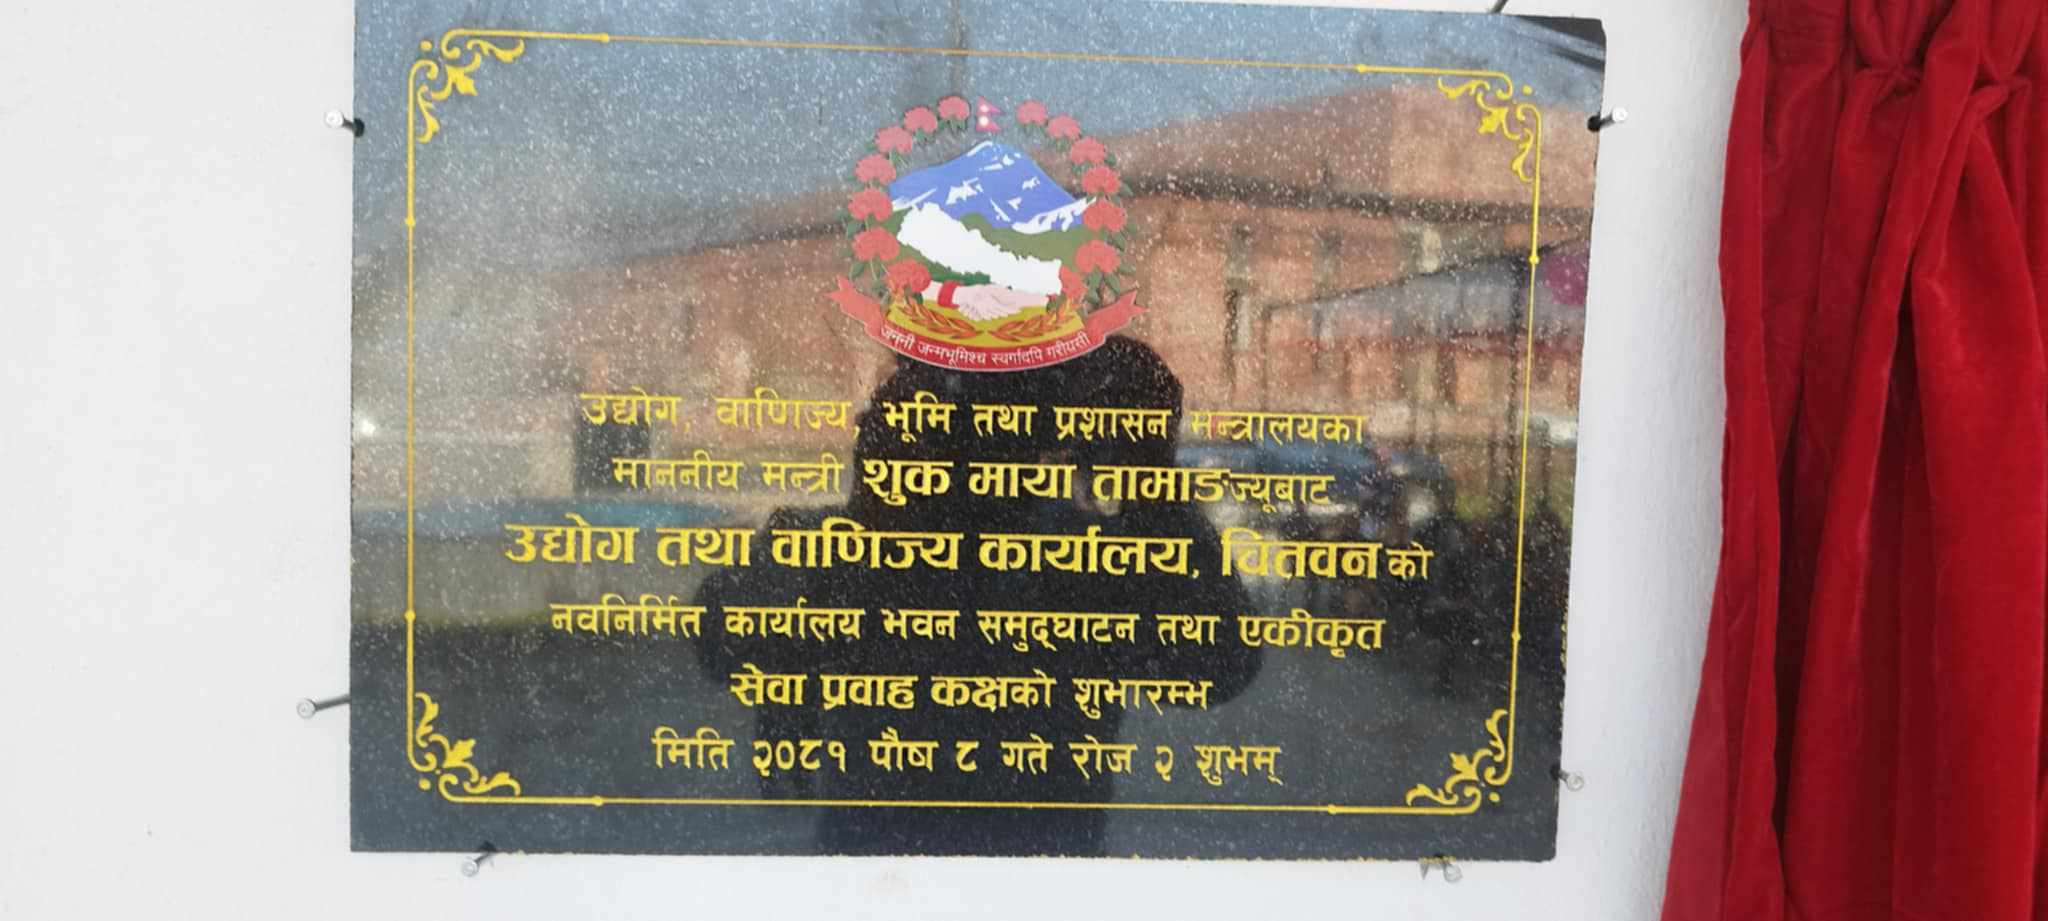 जननी जन्मभूमिश्च स्वर्गादपि गरीयसी
उद्योग, वाणिज्य, भूमि तथा प्रशासन मन्त्रालयका
माननीय मन्त्री शुक माया तामाङज्यूबाट
उद्योग तथा वाणिज्य कार्यालय, चितवनको
नवनिर्मित कार्यालय भवन समुद्घाटन तथा एकीकृत
सेवा प्रवाह कक्षको शुभारम्भ
मिति २०८१ पौष ८ गते रोज २ शुभम्